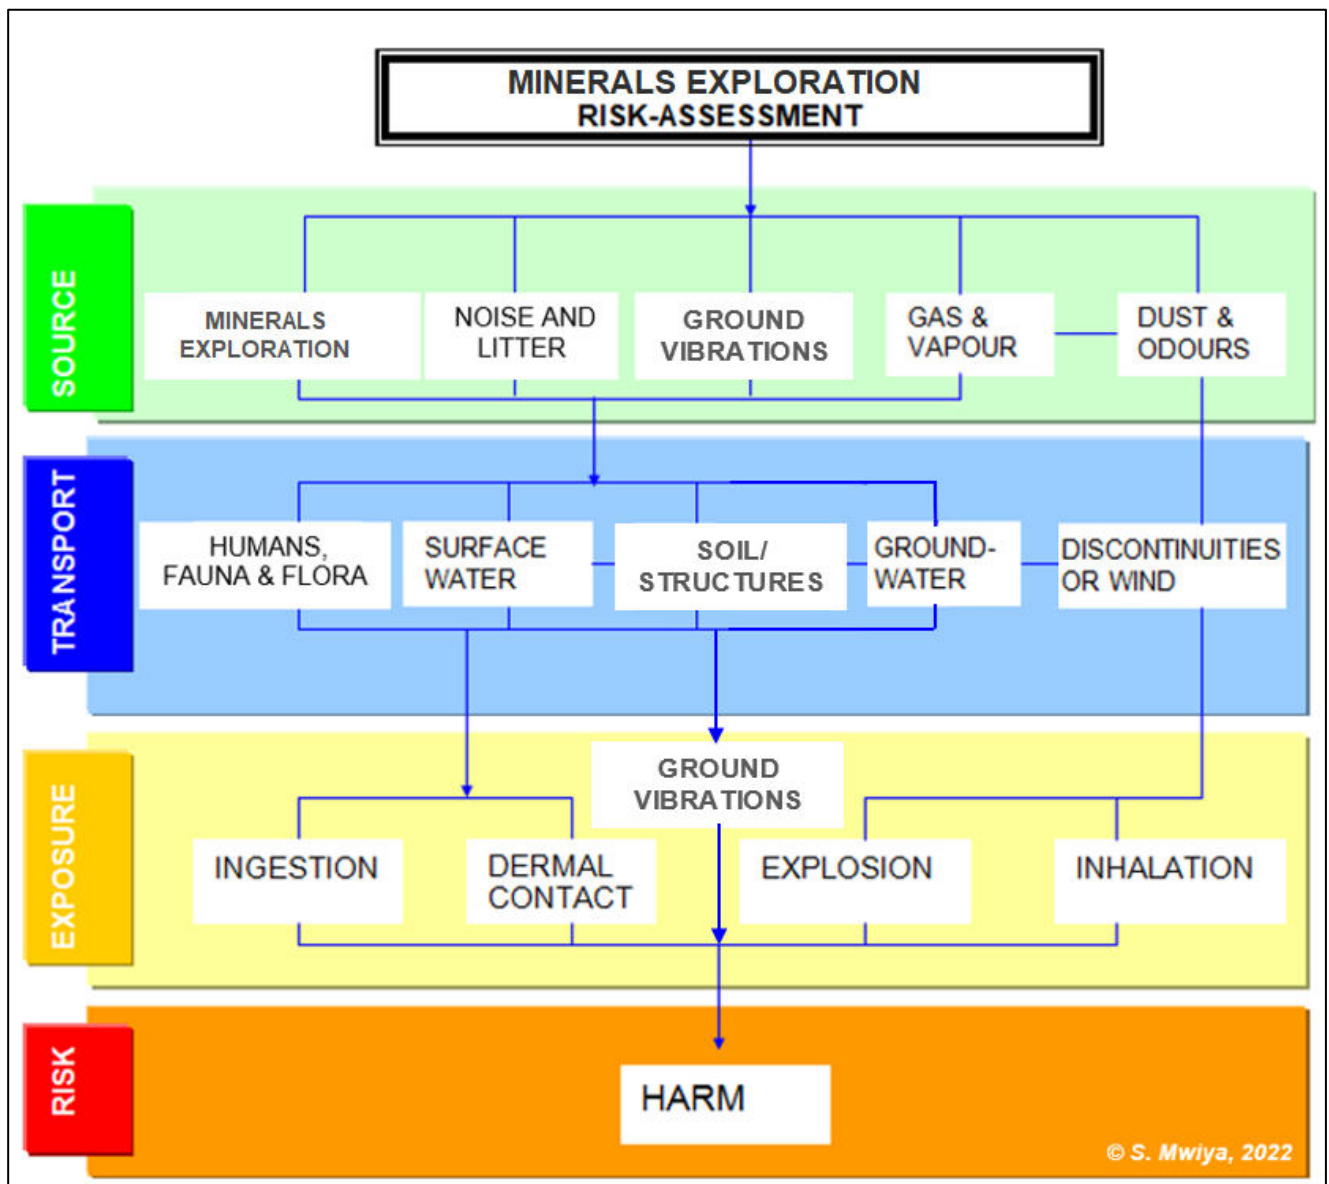 MINERALS EXPLORATION
RISK-ASSESSMENT
SOURCE
MINERALS
EXPLORATION
NOISE AND
LITTER
GROUND
VIBRATIONS
GAS &
VAPOUR
DUST &
ODOURS
TRANSPORT
HUMANS,
FAUNA & FLORA
SURFACE
WATER
SOIL/
STRUCTURES
GROUND-
WATER
DISCONTINUITIES
OR WIND
EXPOSURE
GROUND
VIBRATIONS
INGESTION
DERMAL
CONTACT
EXPLOSION
INHALATION
RISK
HARM
© S. Mwiya, 2022